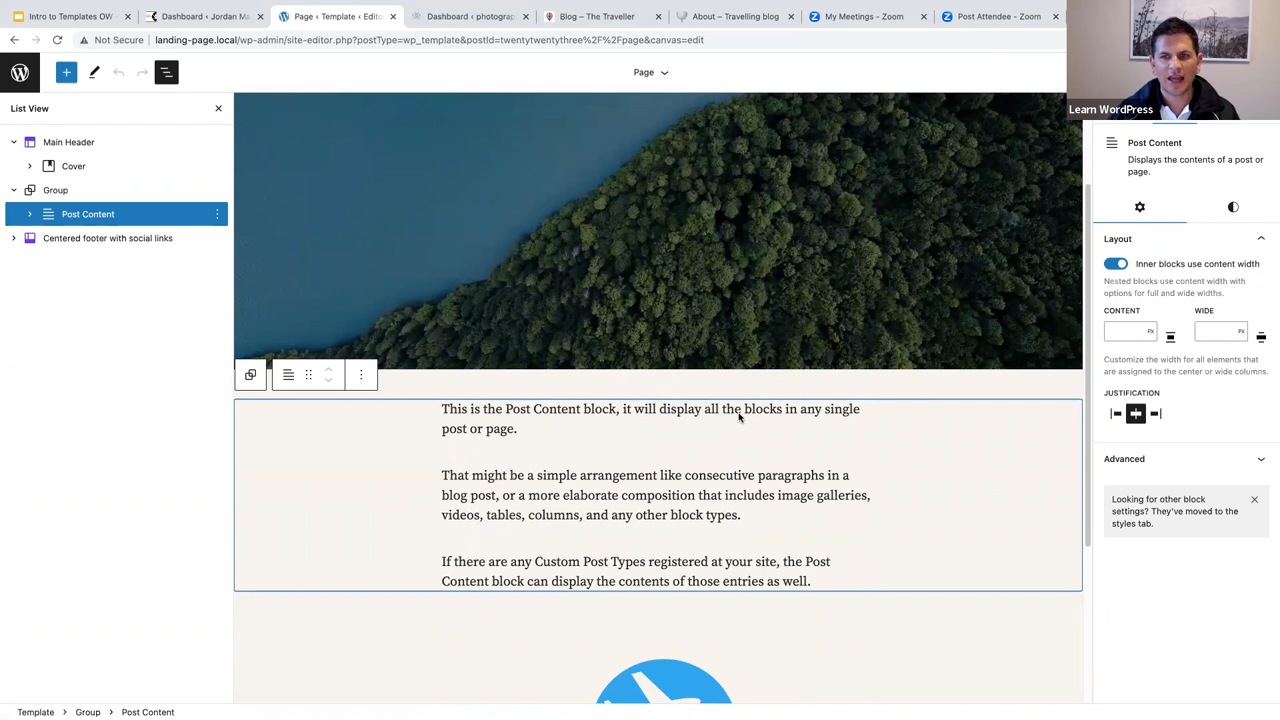 Intro to Templates OW
Dashboard ‹ Jordan M
Page ‹ Template ‹ Editor
Dashboard ‹ photograp
Blog – The Traveller
About – Travelling blog
My Meetings - Zoom
Post Attendee - Zoom
Not Secure
landing-page.local/wp-admin/site-editor.php?postType=wp_template&postId=twentytwentythree%2F%2Fpage&canvas=edit
Page
Learn WordPress
List View
Main Header
Cover
Group
Post Content
Centered footer with social links
This is the Post Content block, it will display all the blocks in any single
post or page.
That might be a simple arrangement like consecutive paragraphs in a
blog post, or a more elaborate composition that includes image galleries,
videos, tables, columns, and any other block types.
If there are any Custom Post Types registered at your site, the Post
Content block can display the contents of those entries as well.
Post Content
Displays the contents of a post or
page.
Layout
Inner blocks use content width
Nested blocks use content width with
options for full and wide widths.
CONTENT
WIDE
PX
PX
Customize the width for all elements that
are assigned to the center or wide columns.
JUSTIFICATION
Advanced
Looking for other block
settings? They've moved to the
styles tab.
Template
Group
Post Content